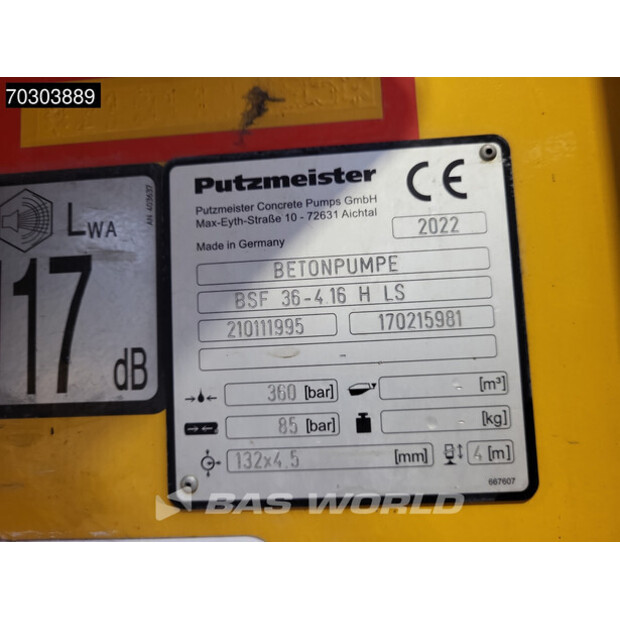 70303889
LWA
AN 403637
117
dB
Putzmeister
CE
Putzmeister Concrete Pumps GmbH
Max-Eyth-Straße 10 - 72631 Aichtal
2022
Made in Germany
BETONPUMPE
BSF 36-4.16 H LS
210111995 170215981
360 [bar] [m³]
85 [bar] [kg]
132x4.5 [mm] 4 [m]
667607
BAS WORLD